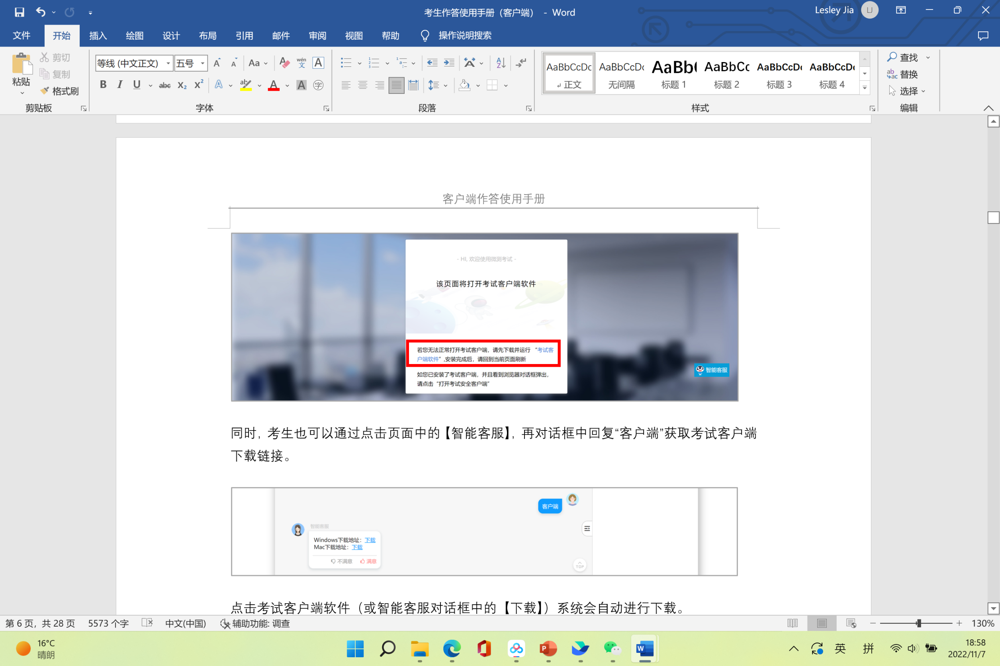 考生作答使用手册（客户端） - Word
Lesley Jia
LJ
文件 开始 插入 绘图 设计 布局 引用 邮件 审阅 视图 帮助 操作说明搜索
粘贴
剪切
复制
格式刷
剪贴板
等线 (中文正文) 五号 Aa wén 文 A
B I U abc X₂ X² A ab A A 字
字体
段落
AaBbCcDc 正文
AaBbCcDc 无间隔
AaBb( 标题 1
AaBbCc 标题 2
AaBbCcD( 标题 3
AaBbCcD( 标题 4
样式
查找
替换
选择
编辑
客户端作答使用手册
- HI, 欢迎使用微测考试 -
该页面将打开考试客户端软件
若您无法正常打开考试客户端，请先下载并运行 “考试客
户端软件” ,安装完成后，请回到当前页面刷新
如您已安装了考试客户端，并且看到浏览器对话框弹出，
请点击“打开考试安全客户端”
智能客服
同时, 考生也可以通过点击页面中的【智能客服】, 再对话框中回复“客户端”获取考试客户端
下载链接。
客户端
智能客服
Windows下载地址：下载
Mac下载地址：下载
不满意 满意
TOP
点击考试客户端软件（或智能客服对话框中的【下载】）系统会自动进行下载。
第 6 页，共 28 页 5573 个字 中文(中国) 辅助功能: 调查 130%
16°C
晴朗
英 拼
18:58
2022/11/7